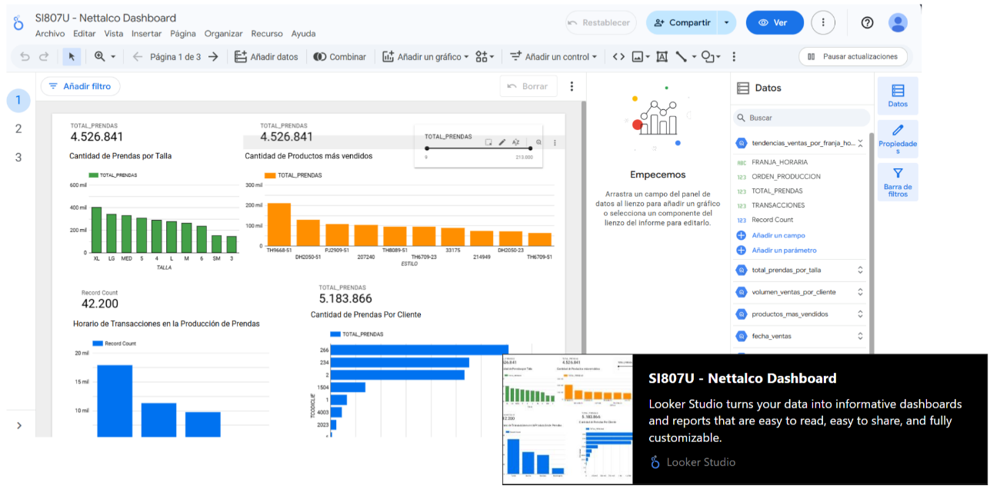 SI807U - Nettalco Dashboard
Archivo Editar Vista Insertar Página Organizar Recurso Ayuda
Restablecer
Compartir
Ver
Página 1 de 3
Añadir datos
Combinar
Añadir un gráfico
Añadir un control
Pausar actualizaciones
1
2
3
Añadir filtro
Borrar
TOTAL_PRENDAS
4.526.841
Cantidad de Prendas por Talla
TOTAL_PRENDAS
600 mil
400 mil
200 mil
0
XL LG MED 5 4 L M 6 SM 3
TALLA
TOTAL_PRENDAS
4.526.841
Cantidad de Productos más vendidos
TOTAL_PRENDAS
9 213.000
TOTAL_PRENDAS
300 mil
200 mil
100 mil
0
TH9668-51 PJ2909-51 TH8089-51 33175 DH2050-23
DH2050-51 207240 TH6709-23 214949 TH6709-51
ESTILO
Record Count
42.200
Horario de Transacciones en la Producción de Prendas
Record Count
20 mil
15 mil
10 mil
TOTAL_PRENDAS
5.183.866
Cantidad de Prendas Por Cliente
TOTAL_PRENDAS
266
234
2
1504
1
4003
2023
Empecemos
Arrastra un campo del panel de
datos al lienzo para añadir un gráfico
o selecciona un componente del
lienzo del informe para editarlo.
Datos
Buscar
tendencias_ventas_por_franja_ho...
ABC FRANJA_HORARIA
123 ORDEN_PRODUCCION
123 TOTAL_PRENDAS
123 TRANSACCIONES
123 Record Count
Añadir un campo
Añadir un parámetro
total_prendas_por_talla
volumen_ventas_por_cliente
productos_mas_vendidos
fecha_ventas
Datos
Propiedade
s
Barra de
filtros
SI807U - Nettalco Dashboard
Looker Studio turns your data into informative dashboards
and reports that are easy to read, easy to share, and fully
customizable.
Looker Studio